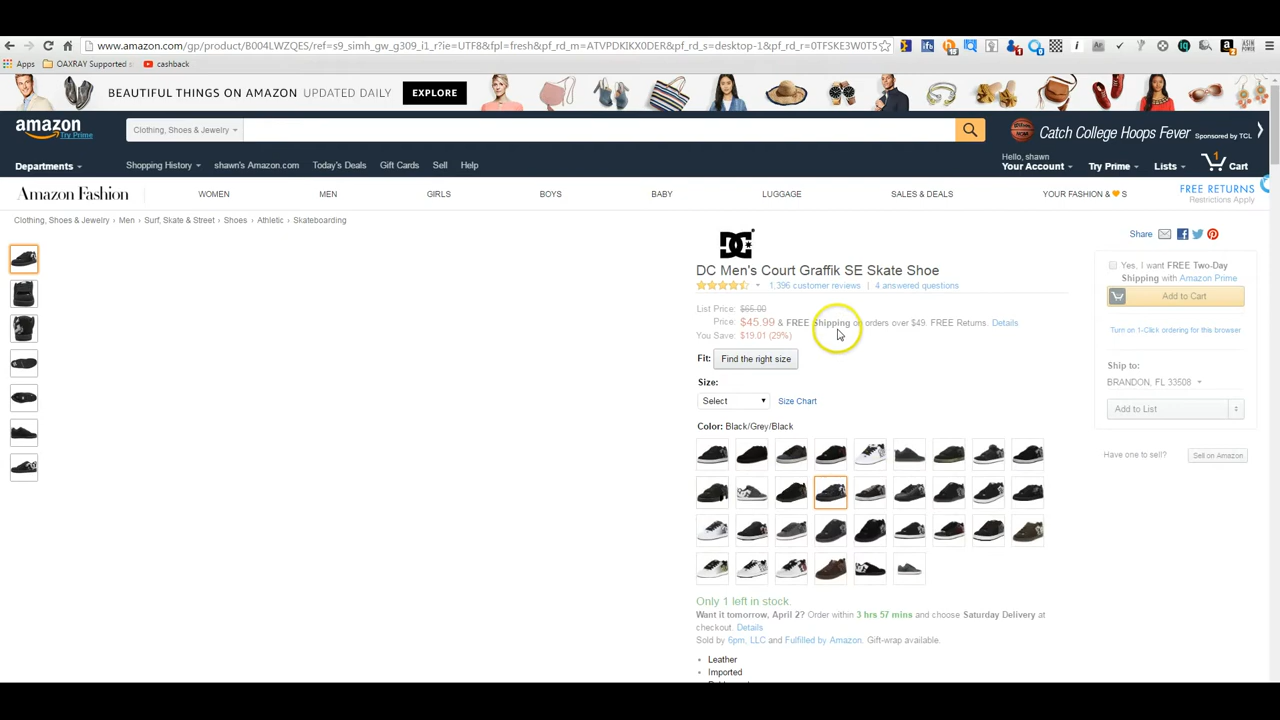 www.amazon.com/gp/product/B004LWZQES/ref=s9_simh_gw_g309_i1_r?ie=UTF8&fpl=fresh&pf_rd_m=ATVPDKIKX0DER&pf_rd_s=desktop-1&pf_rd_r=0TFSKE3W0T5
Apps OAXRAY Supported s cashback
BEAUTIFUL THINGS ON AMAZON UPDATED DAILY EXPLORE
amazon
Try Prime
Clothing, Shoes & Jewelry
Catch College Hoops Fever Sponsored by TCL
Departments Shopping History shawn's Amazon.com Today's Deals Gift Cards Sell Help
Hello, shawn
Your Account Try Prime Lists 1 Cart
Amazon Fashion WOMEN MEN GIRLS BOYS BABY LUGGAGE SALES & DEALS YOUR FASHION & S
FREE RETURNS
Restrictions Apply
Clothing, Shoes & Jewelry › Men › Surf, Skate & Street › Shoes › Athletic › Skateboarding
DC
DC Men's Court Graffik SE Skate Shoe
1,396 customer reviews | 4 answered questions
List Price: $65.00
Price: $45.99 & FREE Shipping on orders over $49. FREE Returns. Details
You Save: $19.01 (29%)
Fit: Find the right size
Size:
Select Size Chart
Color: Black/Grey/Black
Only 1 left in stock.
Want it tomorrow, April 2? Order within 3 hrs 57 mins and choose Saturday Delivery at
checkout. Details
Sold by 6pm, LLC and Fulfilled by Amazon. Gift-wrap available.
• Leather
• Imported
Share
Yes, I want FREE Two-Day
Shipping with Amazon Prime
Add to Cart
Turn on 1-Click ordering for this browser
Ship to:
BRANDON, FL 33508
Add to List
Have one to sell? Sell on Amazon